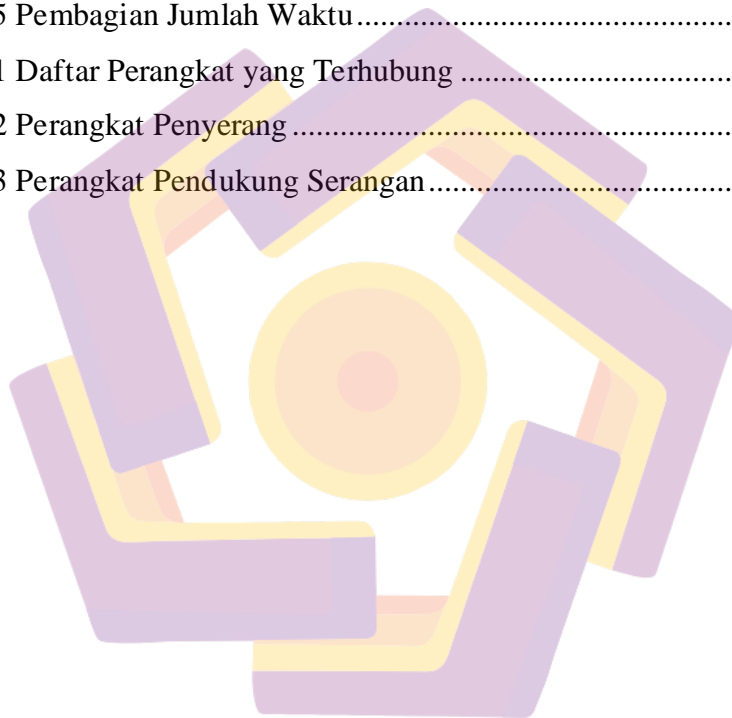 5 Pembagian Jumlah Waktu..........................................................
1 Daftar Perangkat yang Terhubung ..........................................
2 Perangkat Penyerang ....................................................................
3 Perangkat Pendukung Serangan................................................